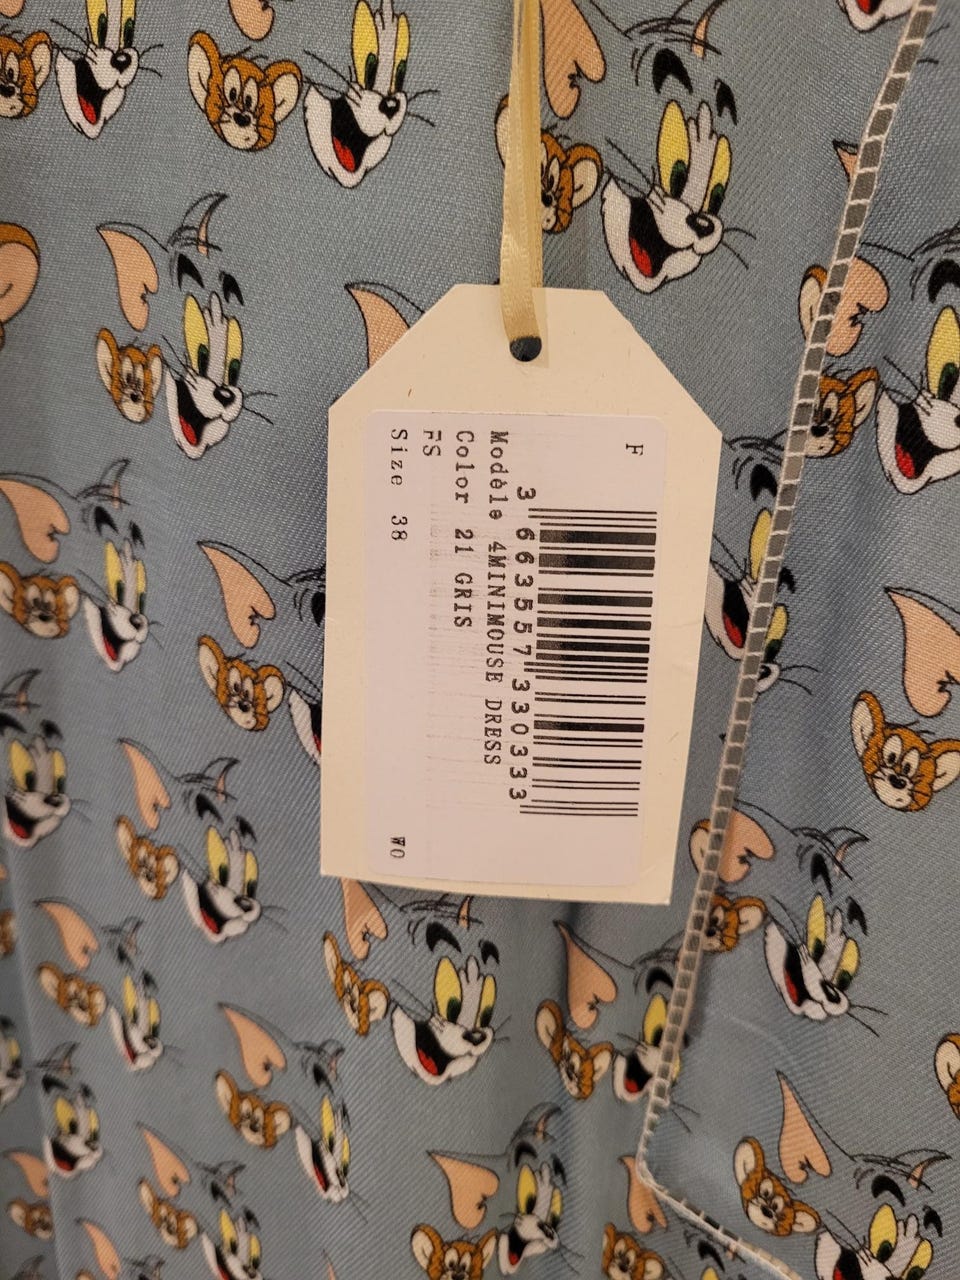 F
3 663557 330333
Modèle 4MINIMOUSE DRESS
Color 21 GRIS
FS
Size 38 W0